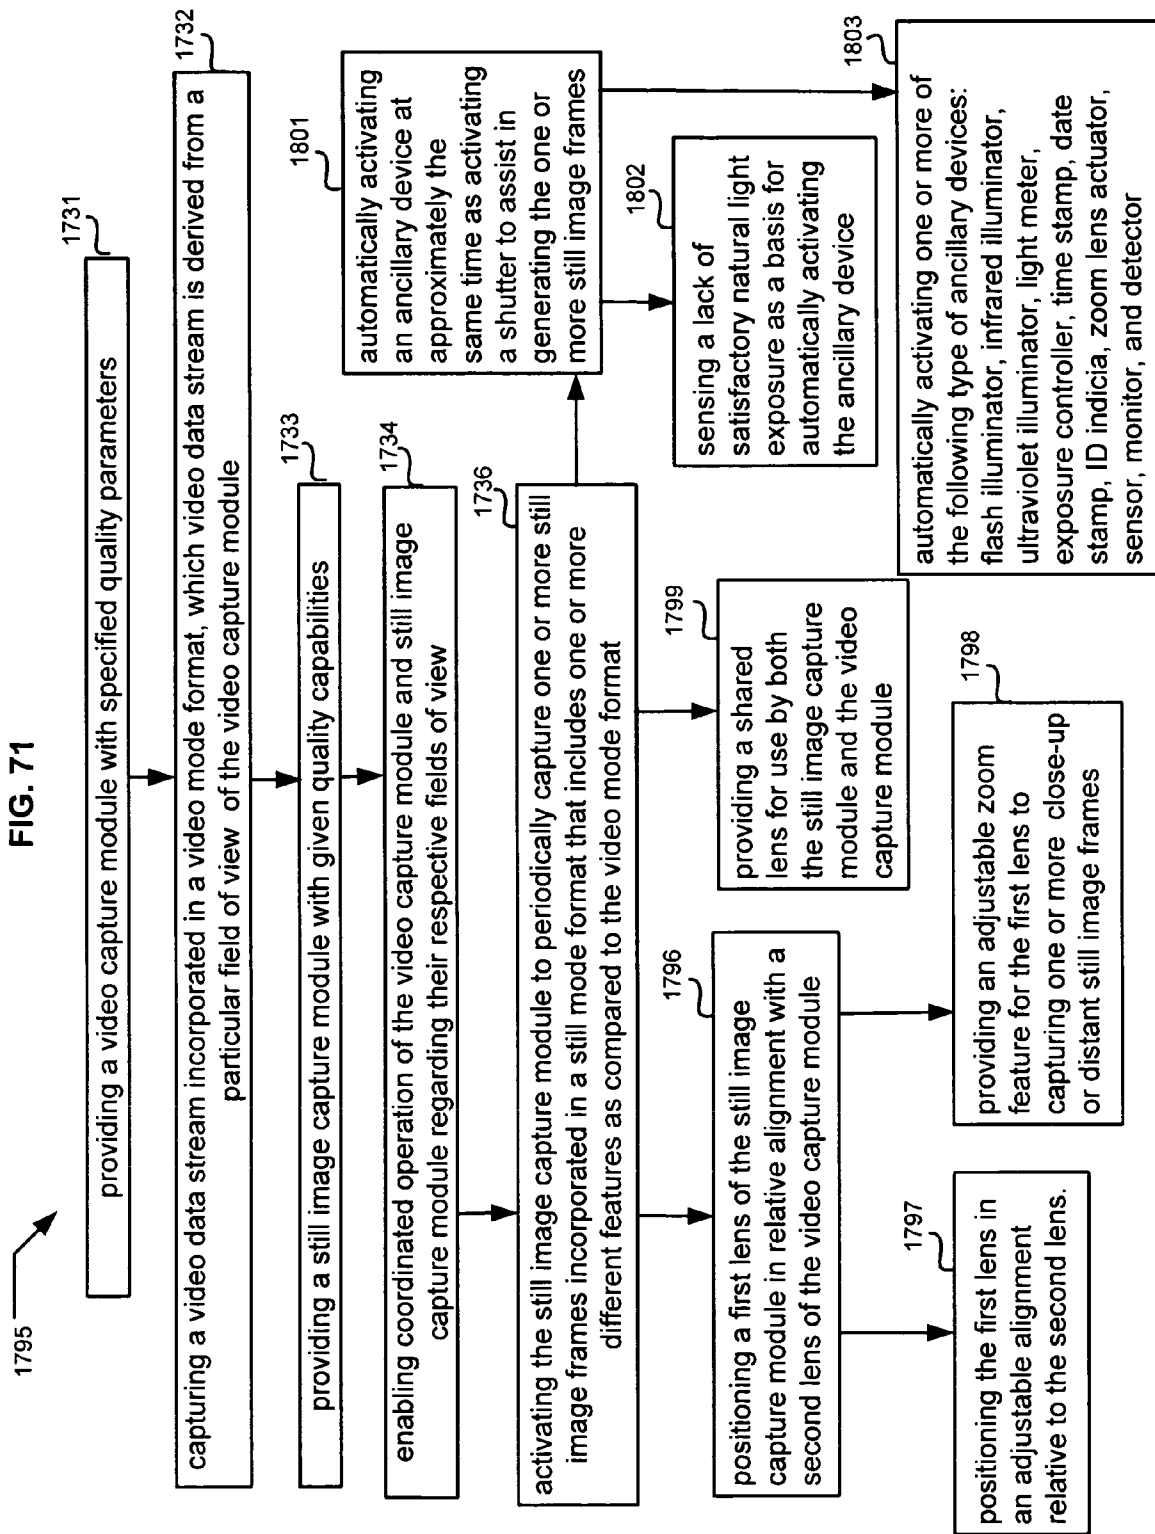 FIG. 71
1795
1731
providing a video capture module with specified quality parameters
1732
capturing a video data stream incorporated in a video mode format, which video data stream is derived from a
particular field of view of the video capture module
1733
providing a still image capture module with given quality capabilities
1734
enabling coordinated operation of the video capture module and still image
capture module regarding their respective fields of view
1736
activating the still image capture module to periodically capture one or more still
image frames incorporated in a still mode format that includes one or more
different features as compared to the video mode format
1801
automatically activating
an ancillary device at
approximately the
same time as activating
a shutter to assist in
generating the one or
more still image frames
1802
sensing a lack of
satisfactory natural light
exposure as a basis for
automatically activating
the ancillary device
1803
automatically activating one or more of
the following type of ancillary devices:
flash illuminator, infrared illuminator,
ultraviolet illuminator, light meter,
exposure controller, time stamp, date
stamp, ID indicia, zoom lens actuator,
sensor, monitor, and detector
1796
positioning a first lens of the still image
capture module in relative alignment with a
second lens of the video capture module
1799
providing a shared
lens for use by both
the still image capture
module and the video
capture module
1797
positioning the first lens in
an adjustable alignment
relative to the second lens.
1798
providing an adjustable zoom
feature for the first lens to
capturing one or more close-up
or distant still image frames